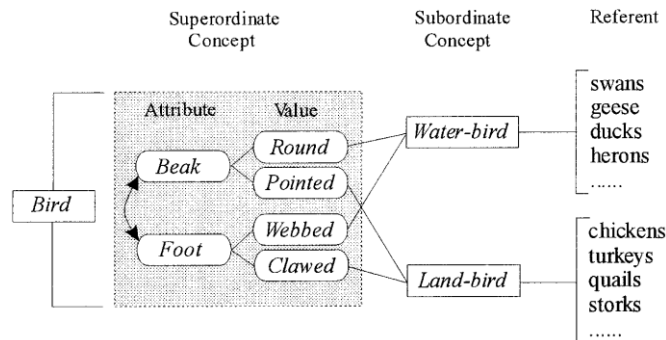 Superordinate
Concept
Subordinate
Concept
Referent
Attribute
Value
Bird
Beak
Foot
Round
Pointed
Webbed
Clawed
Water-bird
Land-bird
swans
geese
ducks
herons
......
chickens
turkeys
quails
storks
......